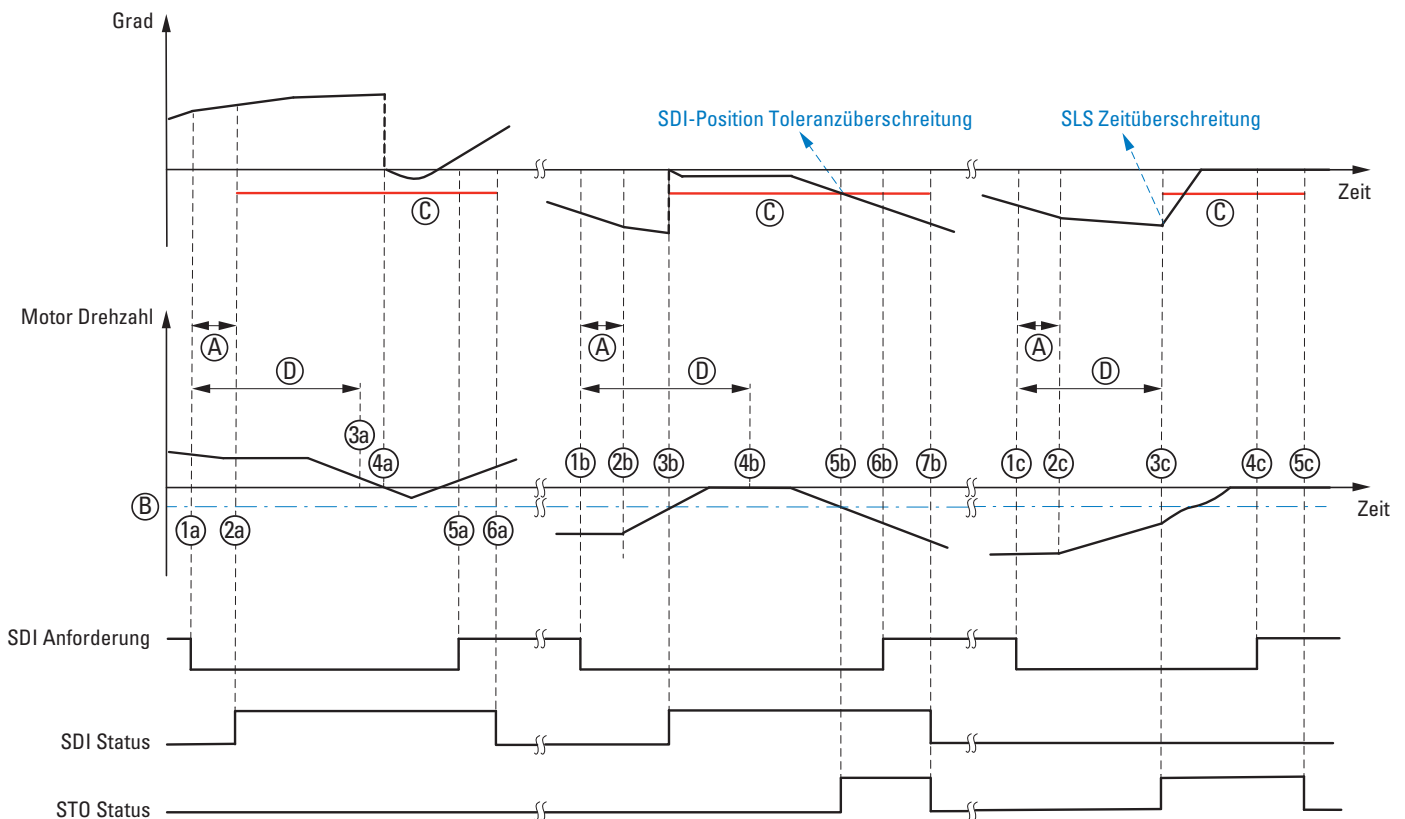 Grad
SDI-Position Toleranzüberschreitung
SLS Zeitüberschreitung
Zeit
C
C
C
Motor Drehzahl
A
A
A
D
D
D
3a
4a
1b
2b
3b
4b
5b
6b
7b
1c
2c
3c
4c
5c
B
Zeit
1a
2a
5a
6a
SDI Anforderung
SDI Status
STO Status